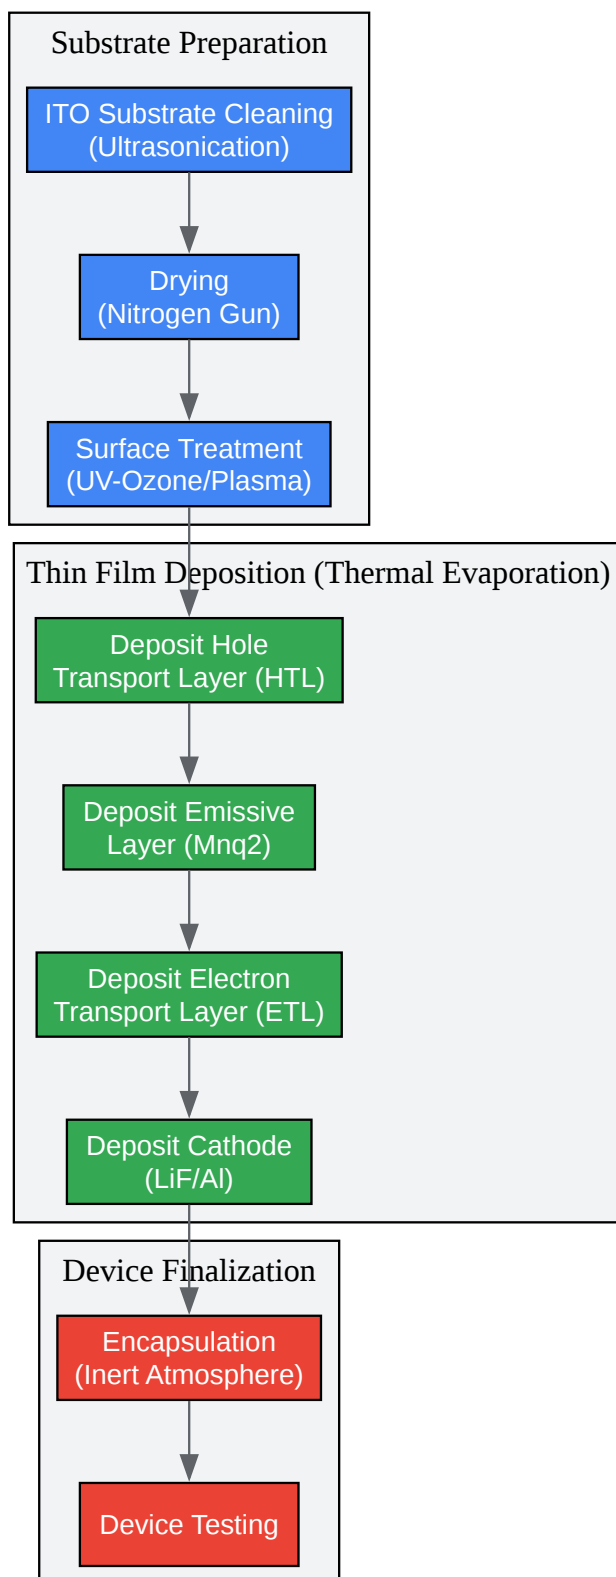 Substrate Preparation
ITO Substrate Cleaning
(Ultrasonication)
Drying
(Nitrogen Gun)
Surface Treatment
(UV-Ozone/Plasma)
Thin Film Deposition (Thermal Evaporation)
Deposit Hole
Transport Layer (HTL)
Deposit Emissive
Layer (Mnq2)
Deposit Electron
Transport Layer (ETL)
Deposit Cathode
(LiF/Al)
Device Finalization
Encapsulation
(Inert Atmosphere)
Device Testing